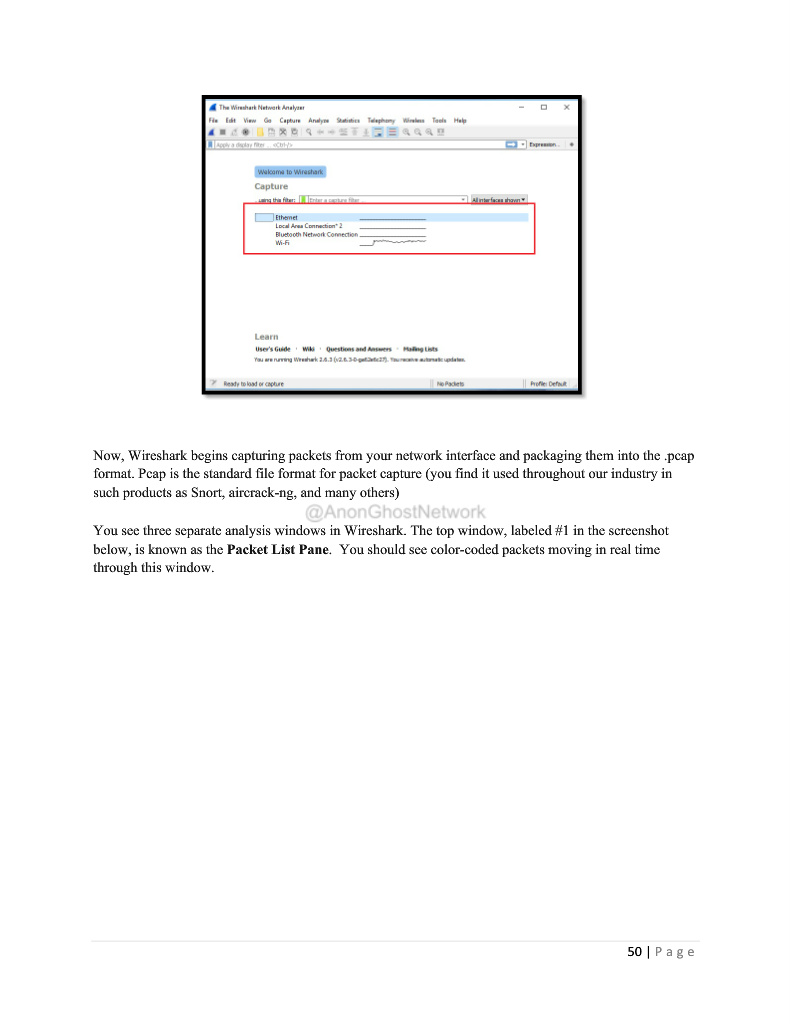 The Wireshark Network Analyzer
File Edit View Go Capture Analyze Statistics Telephony Wireless Tools Help
Apply a display filter ... <Ctrl-/> Expression...
Welcome to Wireshark
Capture
...using this filter: Enter a capture filter ... All interfaces shown
Ethernet
Local Area Connection* 2
Bluetooth Network Connection
Wi-Fi
Learn
User's Guide · Wiki · Questions and Answers · Mailing Lists
You are running Wireshark 2.6.3 You receive automatic updates.
Ready to load or capture No Packets Profile: Default
Now, Wireshark begins capturing packets from your network interface and packaging them into the .pcap
format. Pcap is the standard file format for packet capture (you find it used throughout our industry in
such products as Snort, aircrack-ng, and many others)
@AnonGhostNetwork
You see three separate analysis windows in Wireshark. The top window, labeled #1 in the screenshot
below, is known as the Packet List Pane. You should see color-coded packets moving in real time
through this window.
50 | P a g e